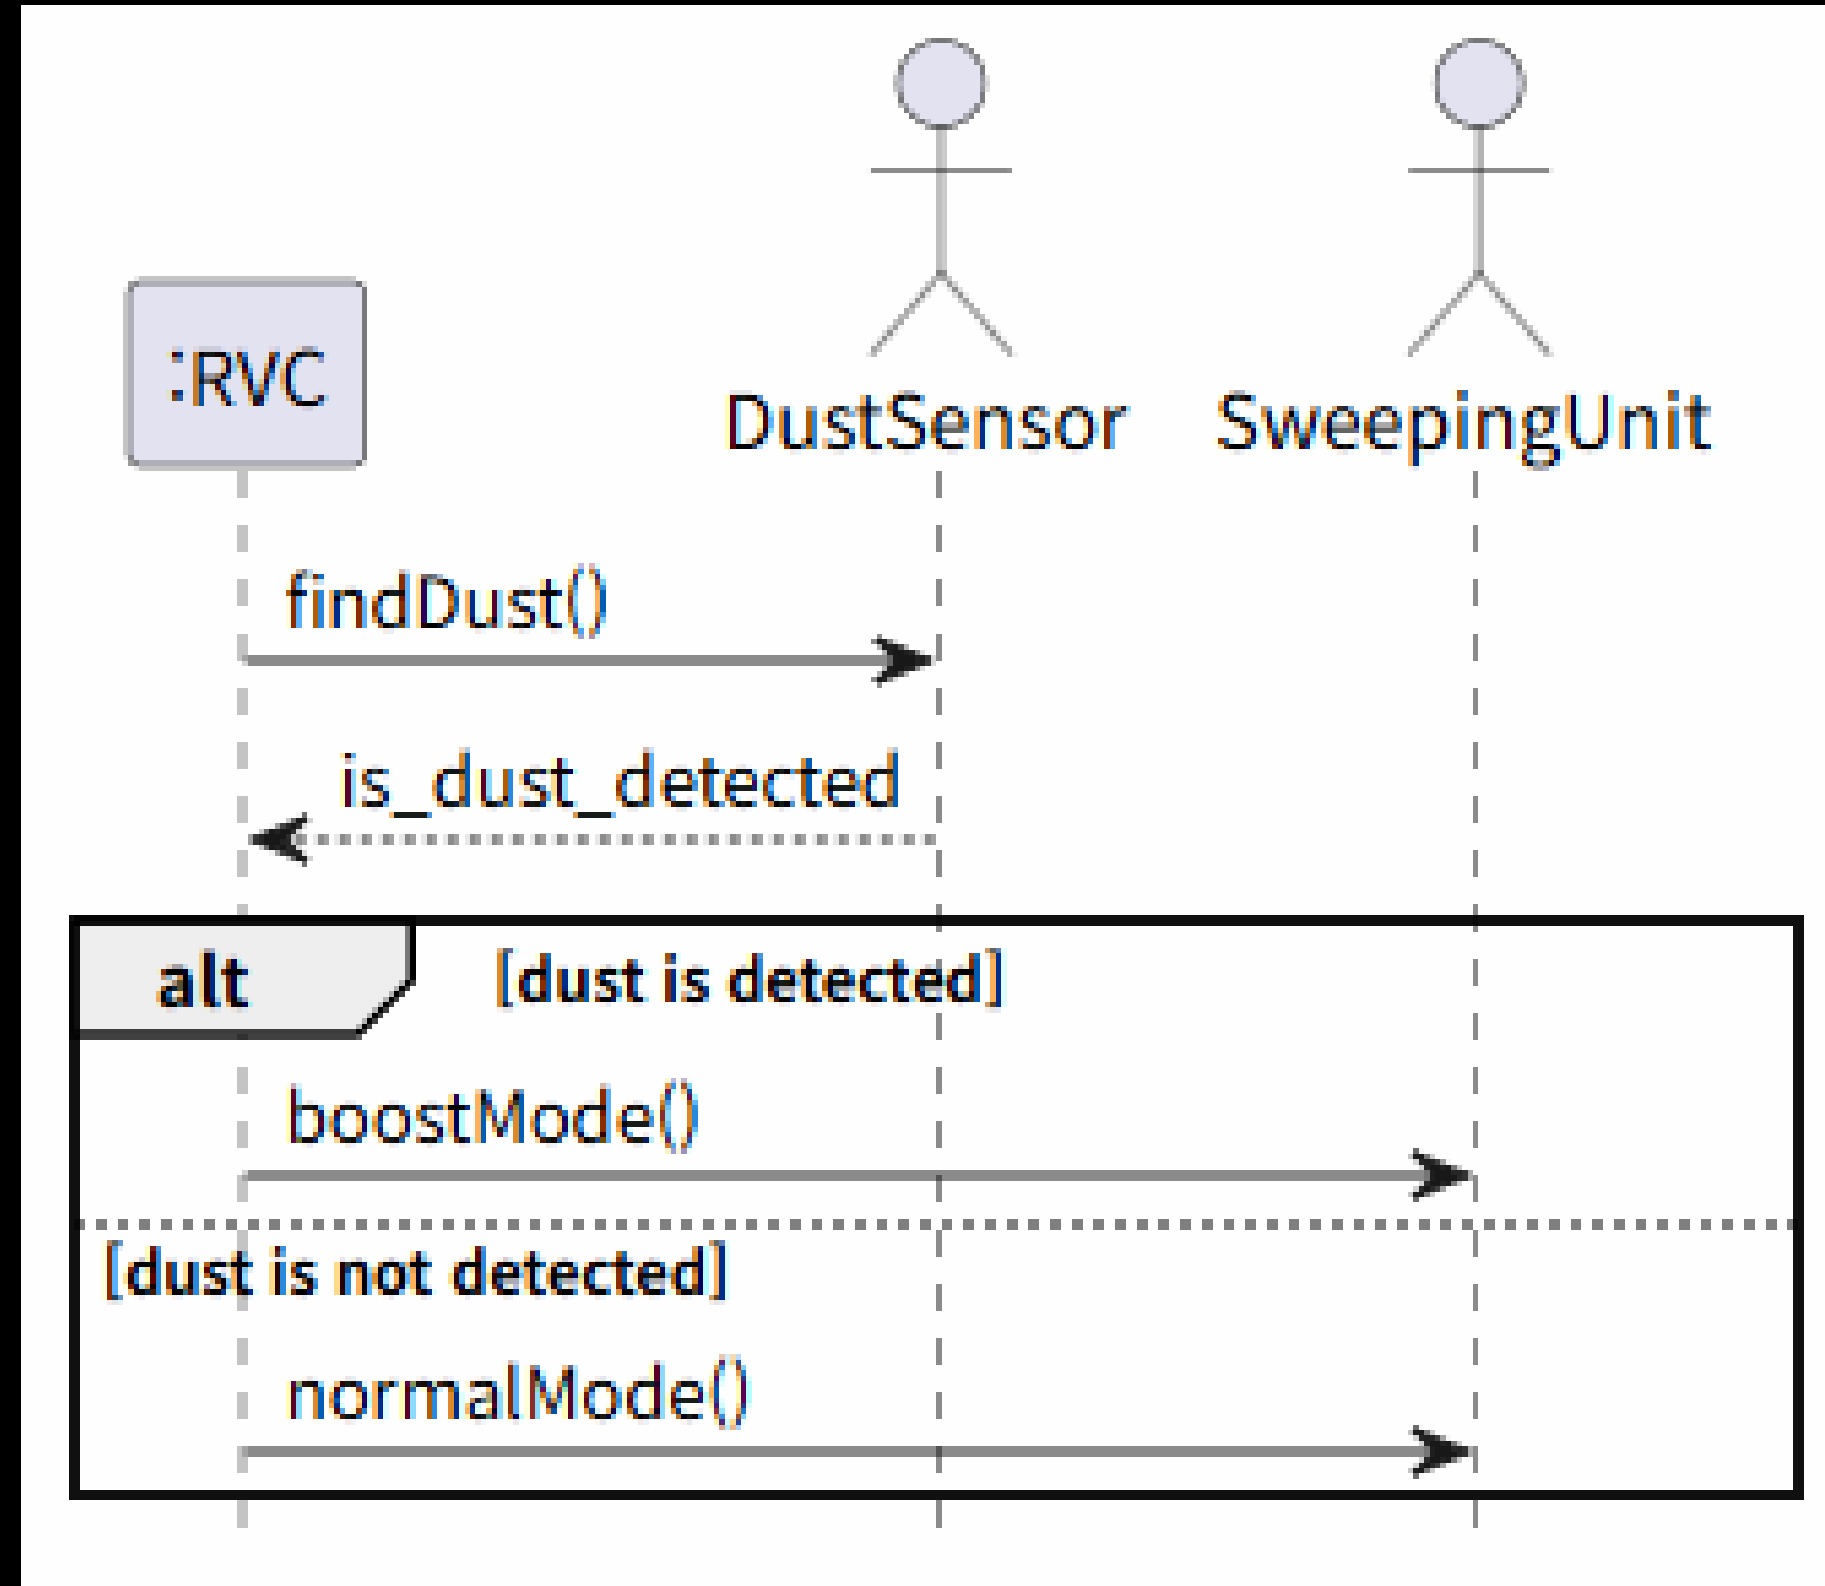 :RVC
DustSensor
SweepingUnit
findDust()
is_dust_detected
alt
[dust is detected]
boostMode()
[dust is not detected]
normalMode()